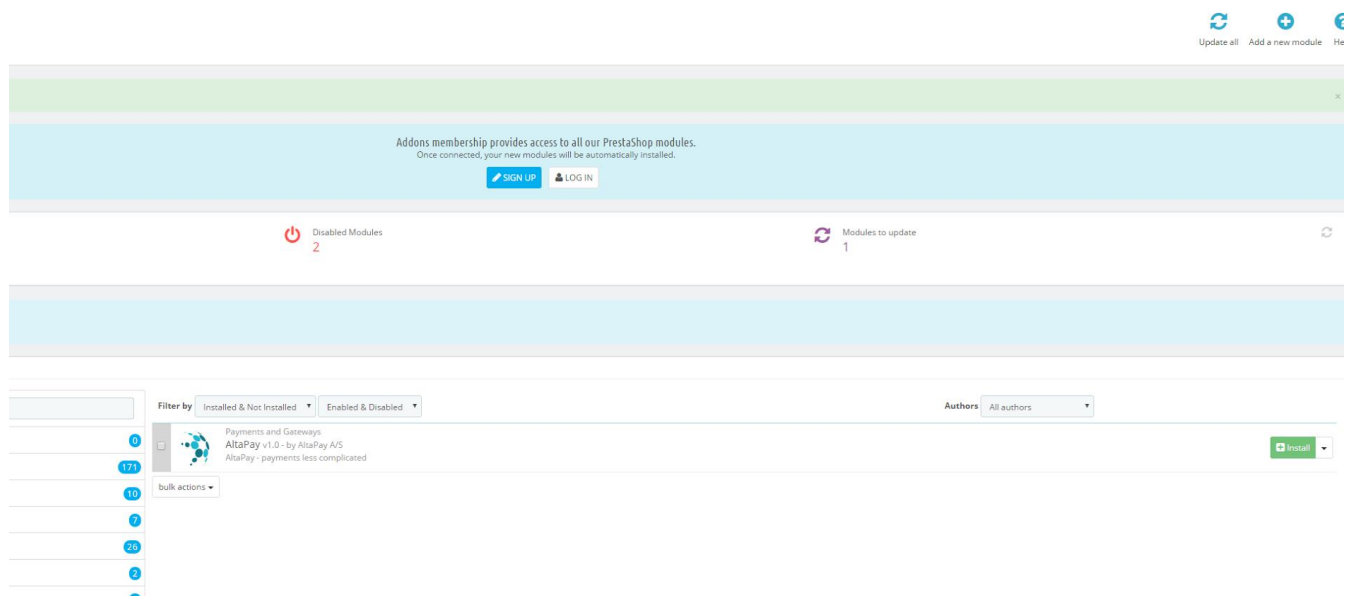 Update all Add a new module He
×
Addons membership provides access to all our PrestaShop modules.
Once connected, your new modules will be automatically installed.
SIGN UP LOG IN
Disabled Modules
2
Modules to update
1
Filter by Installed & Not Installed Enabled & Disabled Authors All authors
0
171
10
7
26
2
Payments and Gateways
AltaPay v1.0 - by AltaPay A/S
AltaPay - payments less complicated
Install
bulk actions